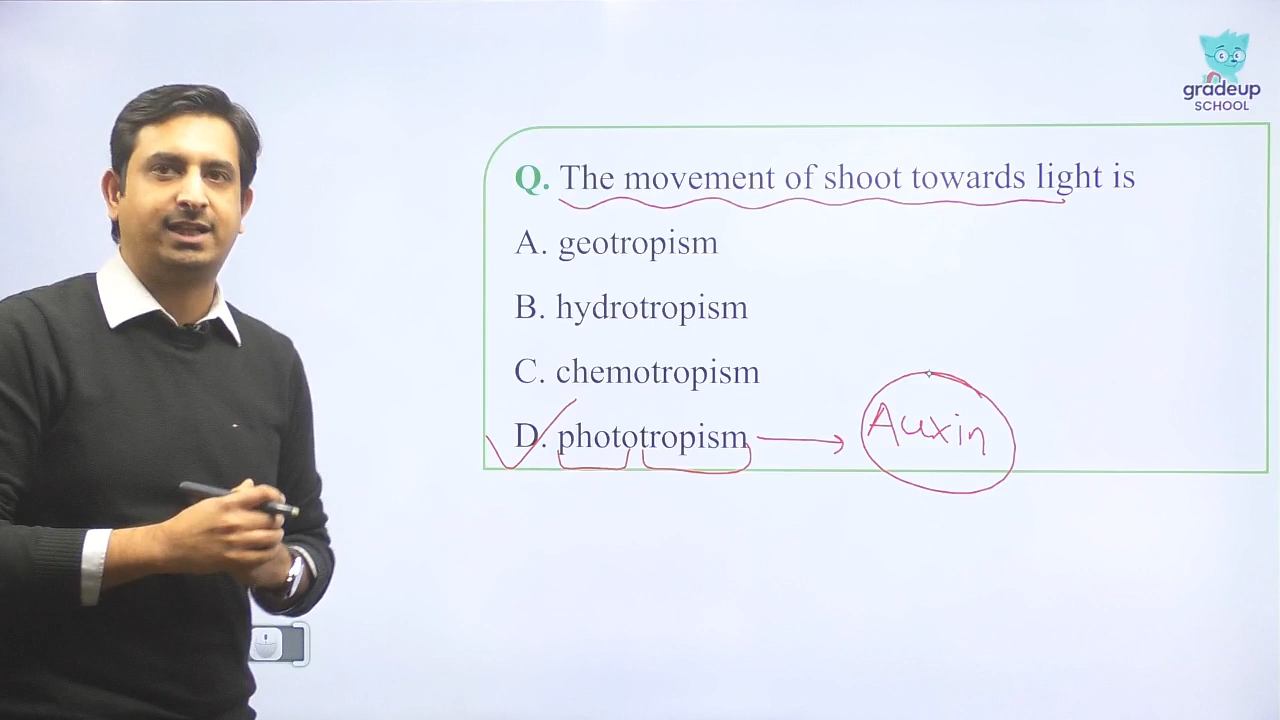 gradeup
SCHOOL
Q. The movement of shoot towards light is
A. geotropism
B. hydrotropism
C. chemotropism
D. phototropism
Auxin